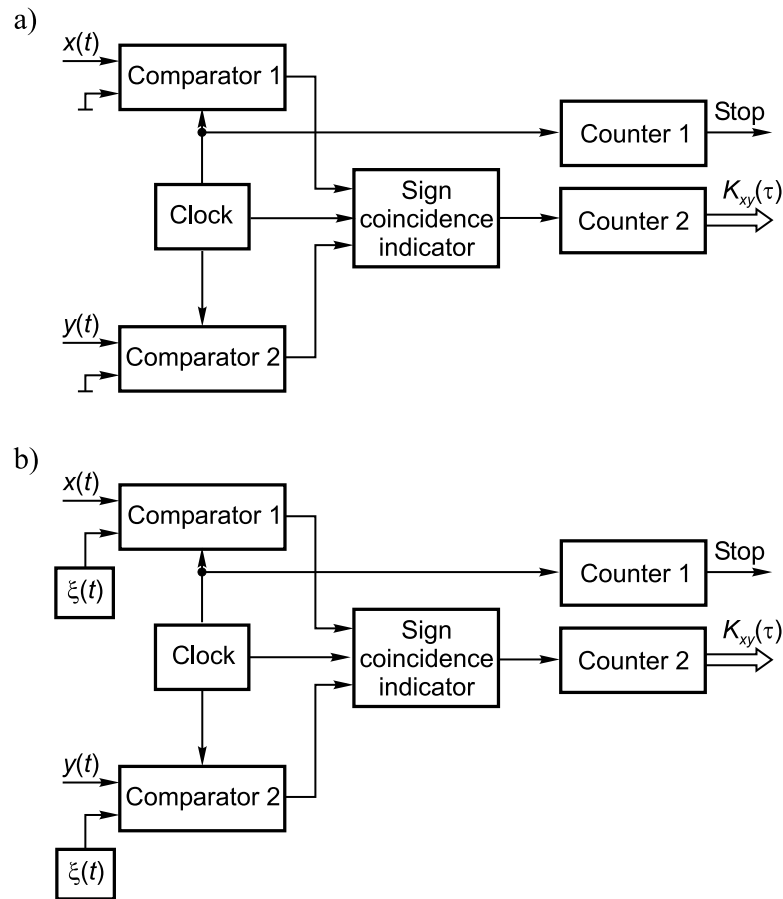 a)
x(t)
Comparator 1
Stop
Counter 1
Clock
Sign
coincidence
indicator
Counter 2
Kxy(τ)
y(t)
Comparator 2
b)
x(t)
Comparator 1
ξ(t)
Stop
Counter 1
Clock
Sign
coincidence
indicator
Counter 2
Kxy(τ)
y(t)
Comparator 2
ξ(t)